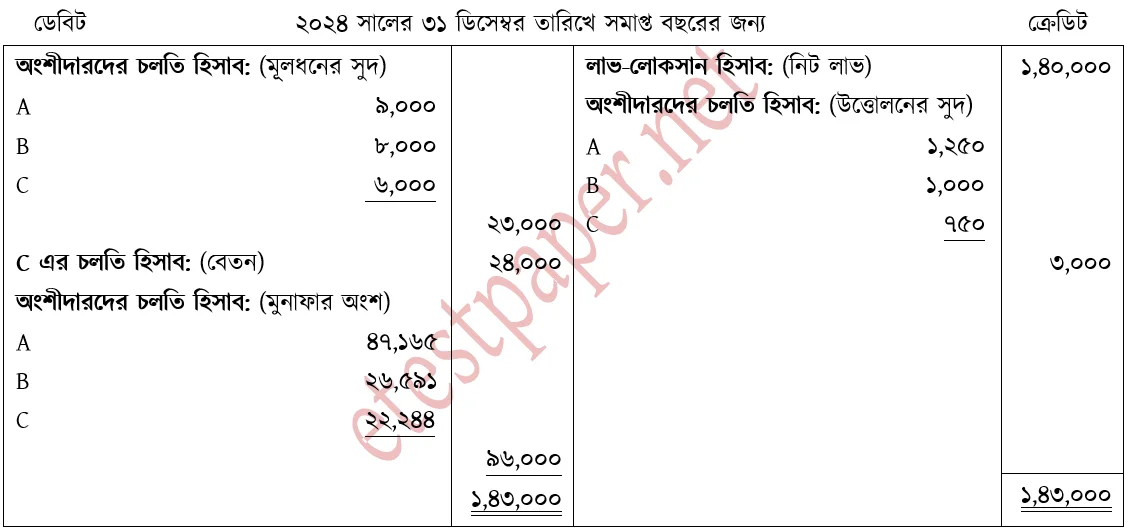 ডেবিট ২০২৪ সালের ৩১ ডিসেম্বর তারিখে সমাপ্ত বছরের জন্য ক্রেডিট
অংশীদারদের চলতি হিসাব: (মূলধনের সুদ) লাভ-লোকসান হিসাব: (নিট লাভ) ১,৪০,০০০
A ৯,০০০ অংশীদারদের চলতি হিসাব: (উত্তোলনের সুদ)
B ৮,০০০ A ১,২৫০
C ৬,০০০ B ১,০০০
২৩,০০০ C ৭৫০
C এর চলতি হিসাব: (বেতন) ২৪,০০০ ৩,০০০
অংশীদারদের চলতি হিসাব: (মুনাফার অংশ)
A ৪৭,১৬৫
B ২৬,৫৯১
C ২২,২৪৪
৯৬,০০০
১,৪৩,০০০ ১,৪৩,০০০
etestpaper.net